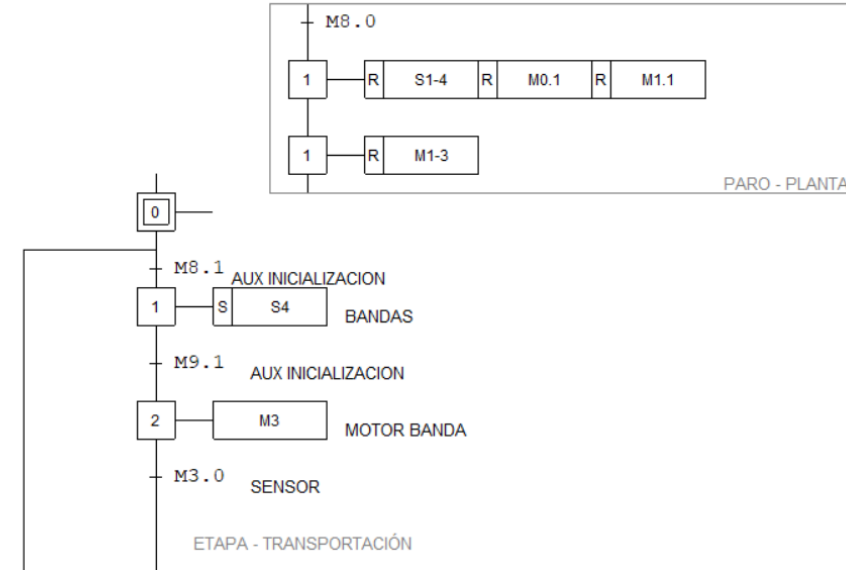 M8.0
1 R S1-4 R M0.1 R M1.1
1 R M1-3
PARO - PLANTA
0
M8.1 AUX INICIALIZACION
1 S S4 BANDAS
M9.1 AUX INICIALIZACION
2 M3 MOTOR BANDA
M3.0 SENSOR
ETAPA - TRANSPORTACIÓN